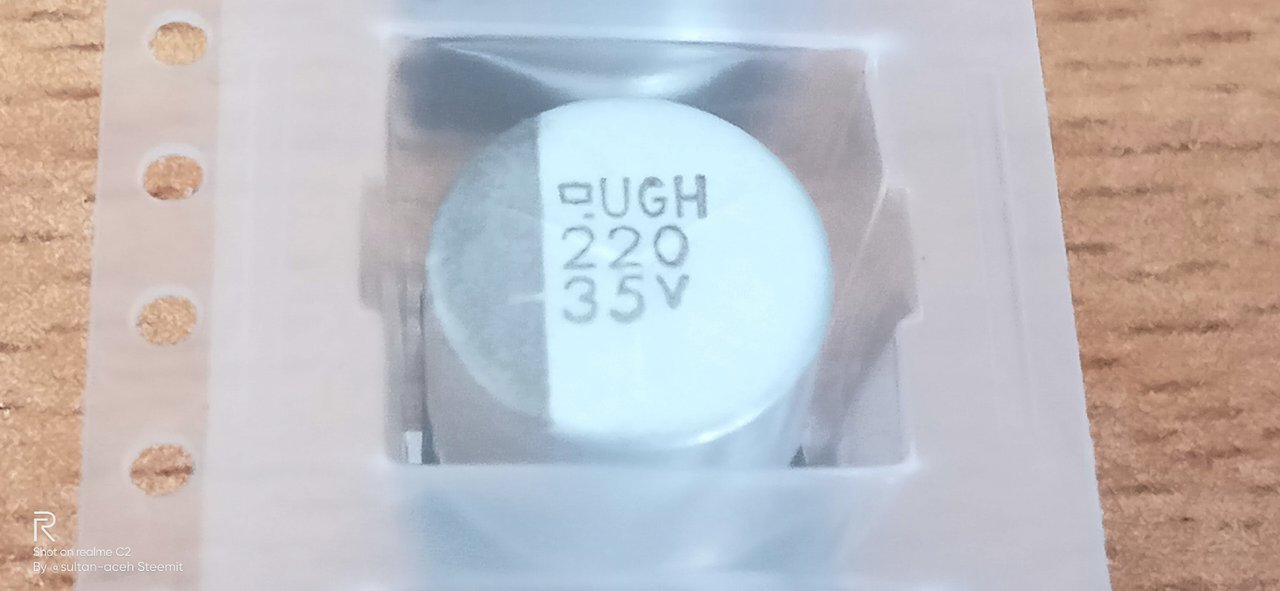 UGH
220
35V
Shot on realme C2
By @sultan-aceh Steemit